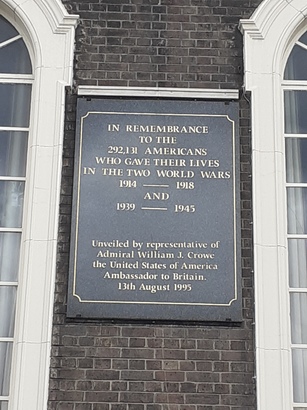 IN REMEMBRANCE
TO THE
292,131 AMERICANS
WHO GAVE THEIR LIVES
IN THE TWO WORLD WARS
1914 —— 1918
AND
1939 —— 1945
Unveiled by representative of
Admiral William J. Crowe
the United States of America
Ambassador to Britain.
13th August 1995